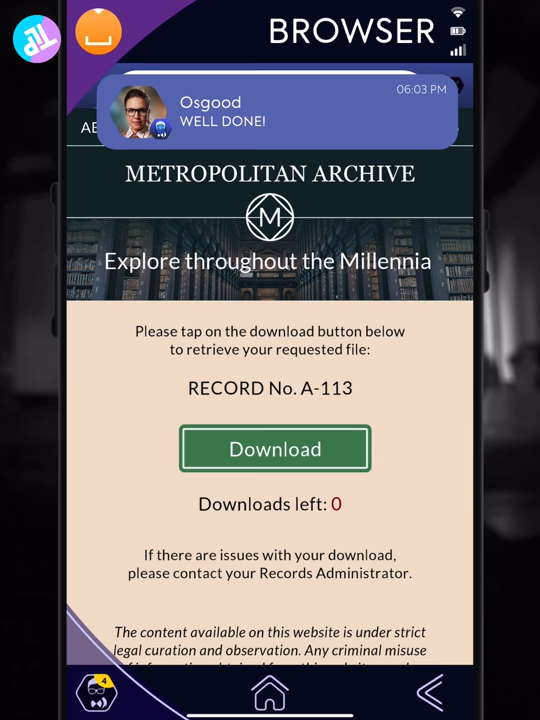 dLL
BROWSER
Osgood
06:03 PM
WELL DONE!
AB
METROPOLITAN ARCHIVE
M
Explore throughout the Millennia
Please tap on the download button below
to retrieve your requested file:
RECORD No. A-113
Download
Downloads left: 0
If there are issues with your download,
please contact your Records Administrator.
The content available on this website is under strict
legal curation and observation. Any criminal misuse
4